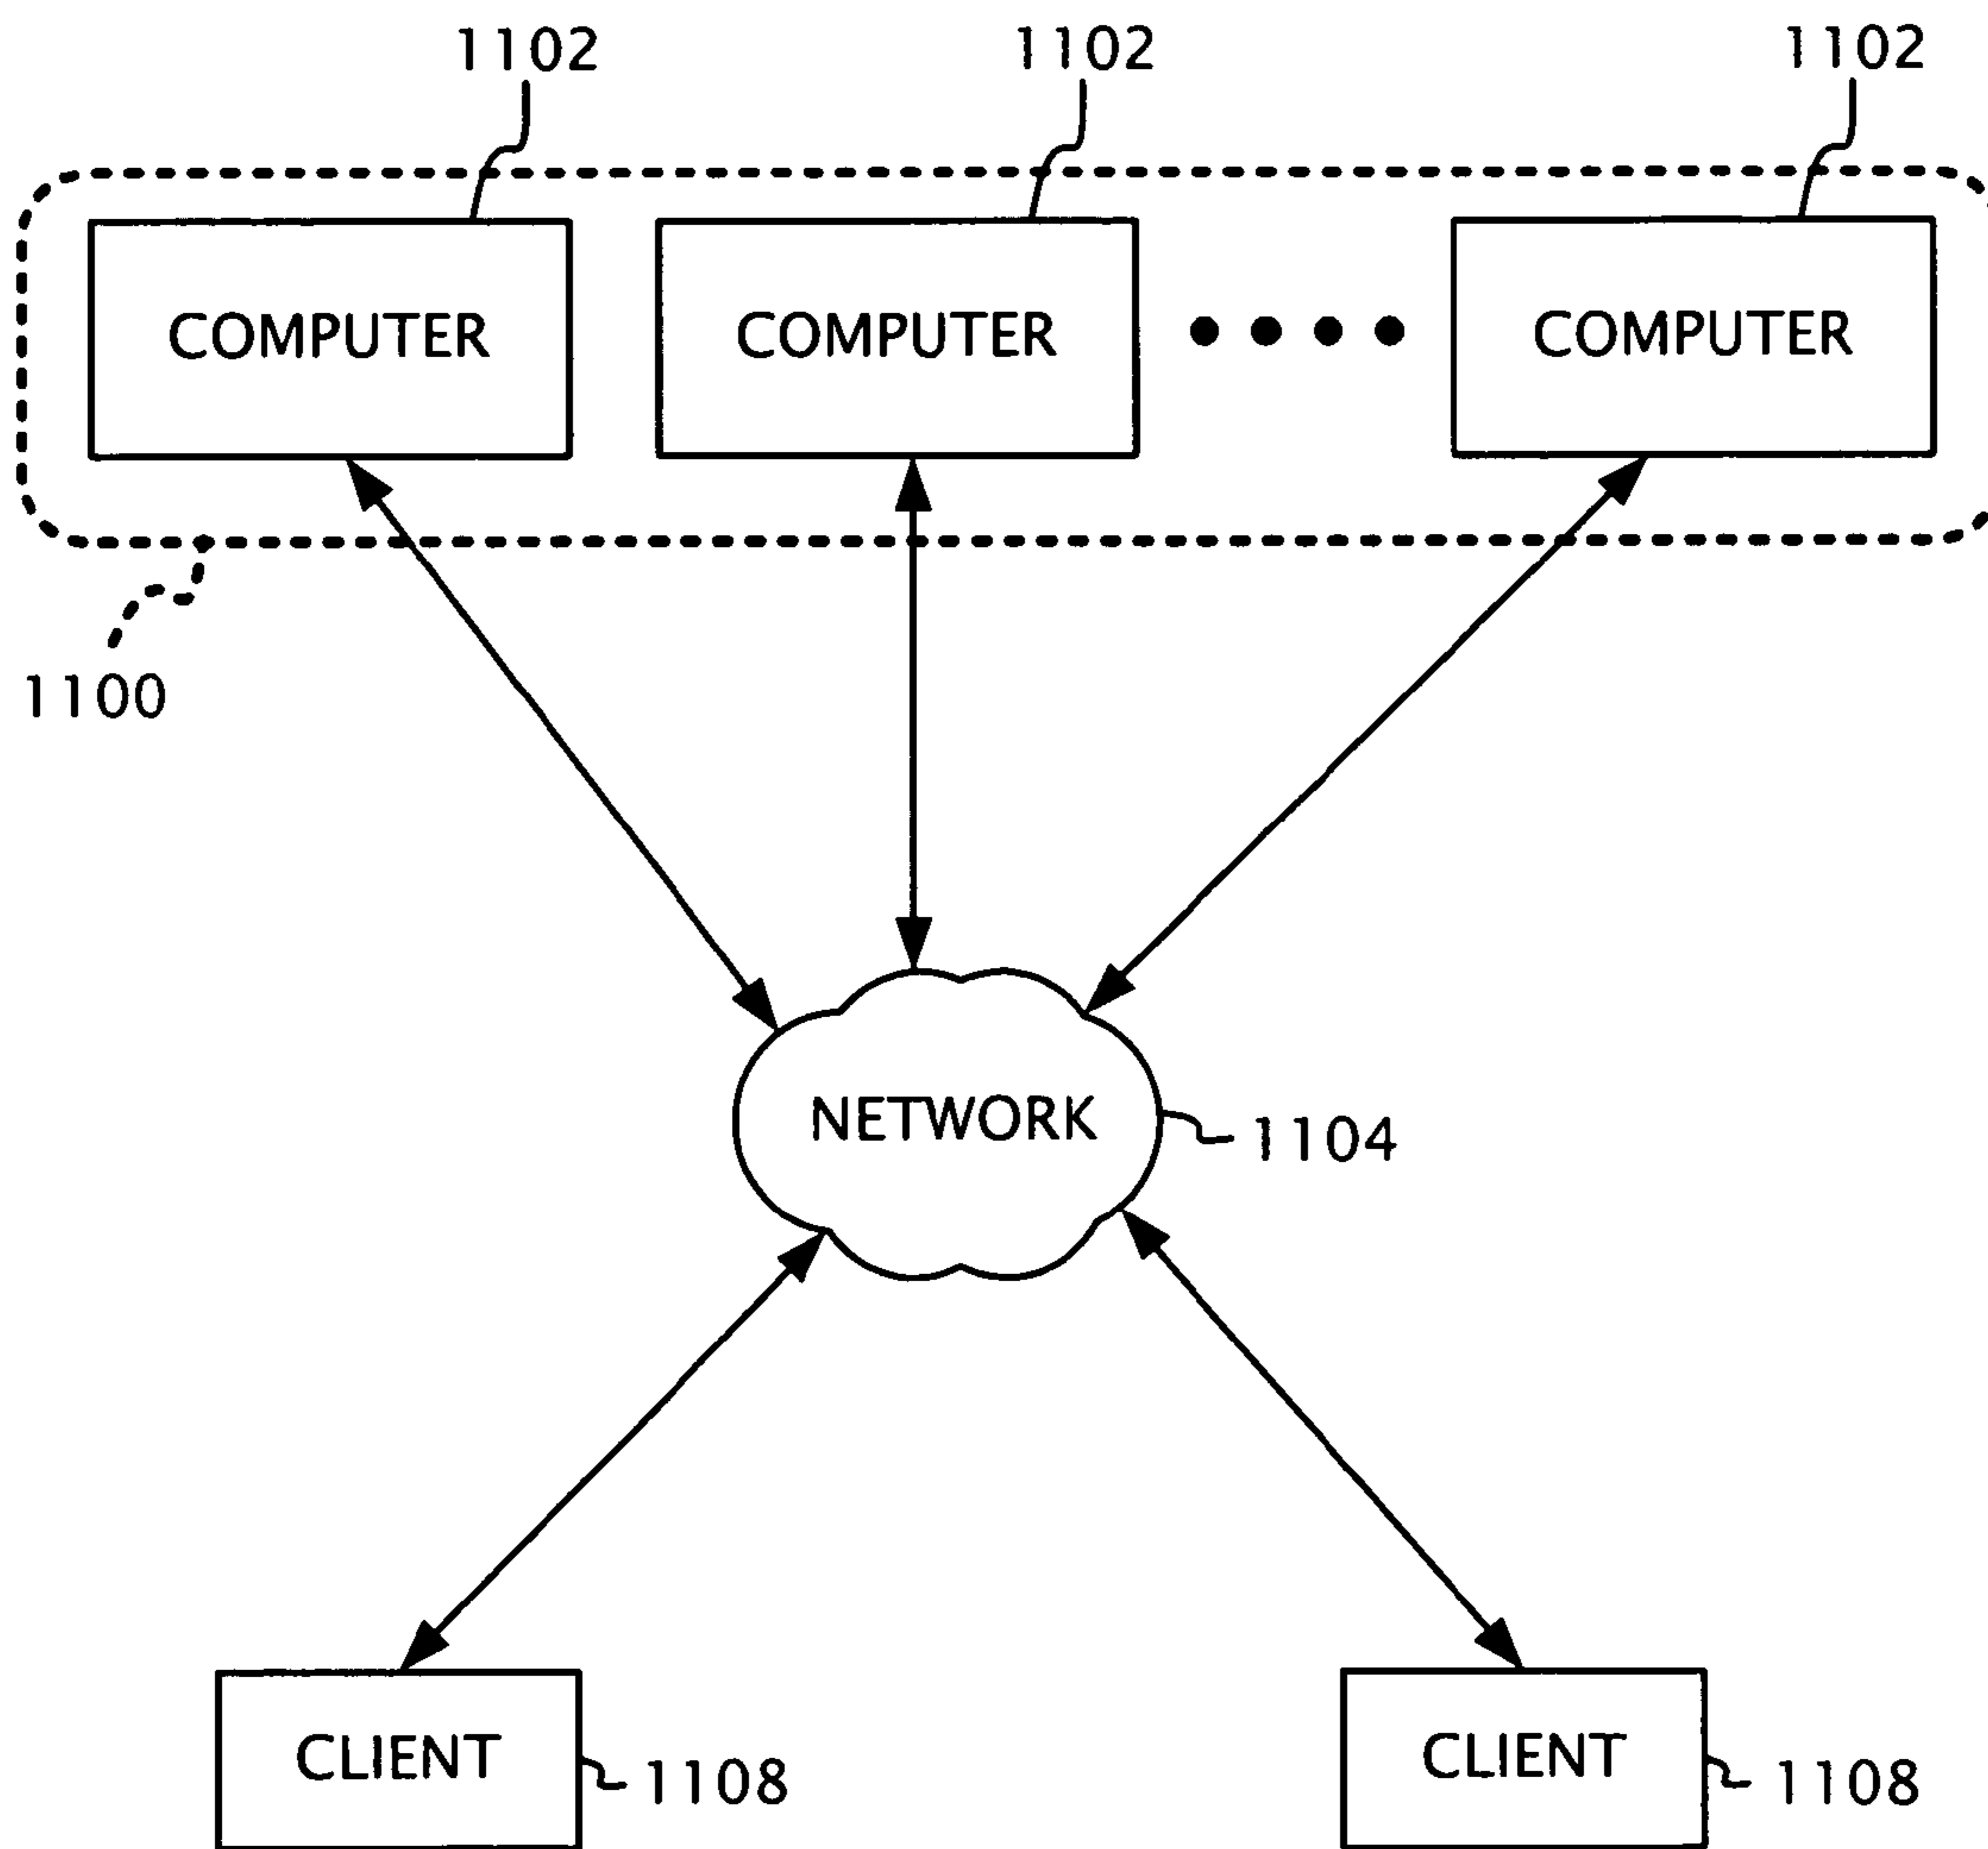 1102 1102 1102
COMPUTER COMPUTER COMPUTER
1100
NETWORK 1104
CLIENT 1108 CLIENT 1108